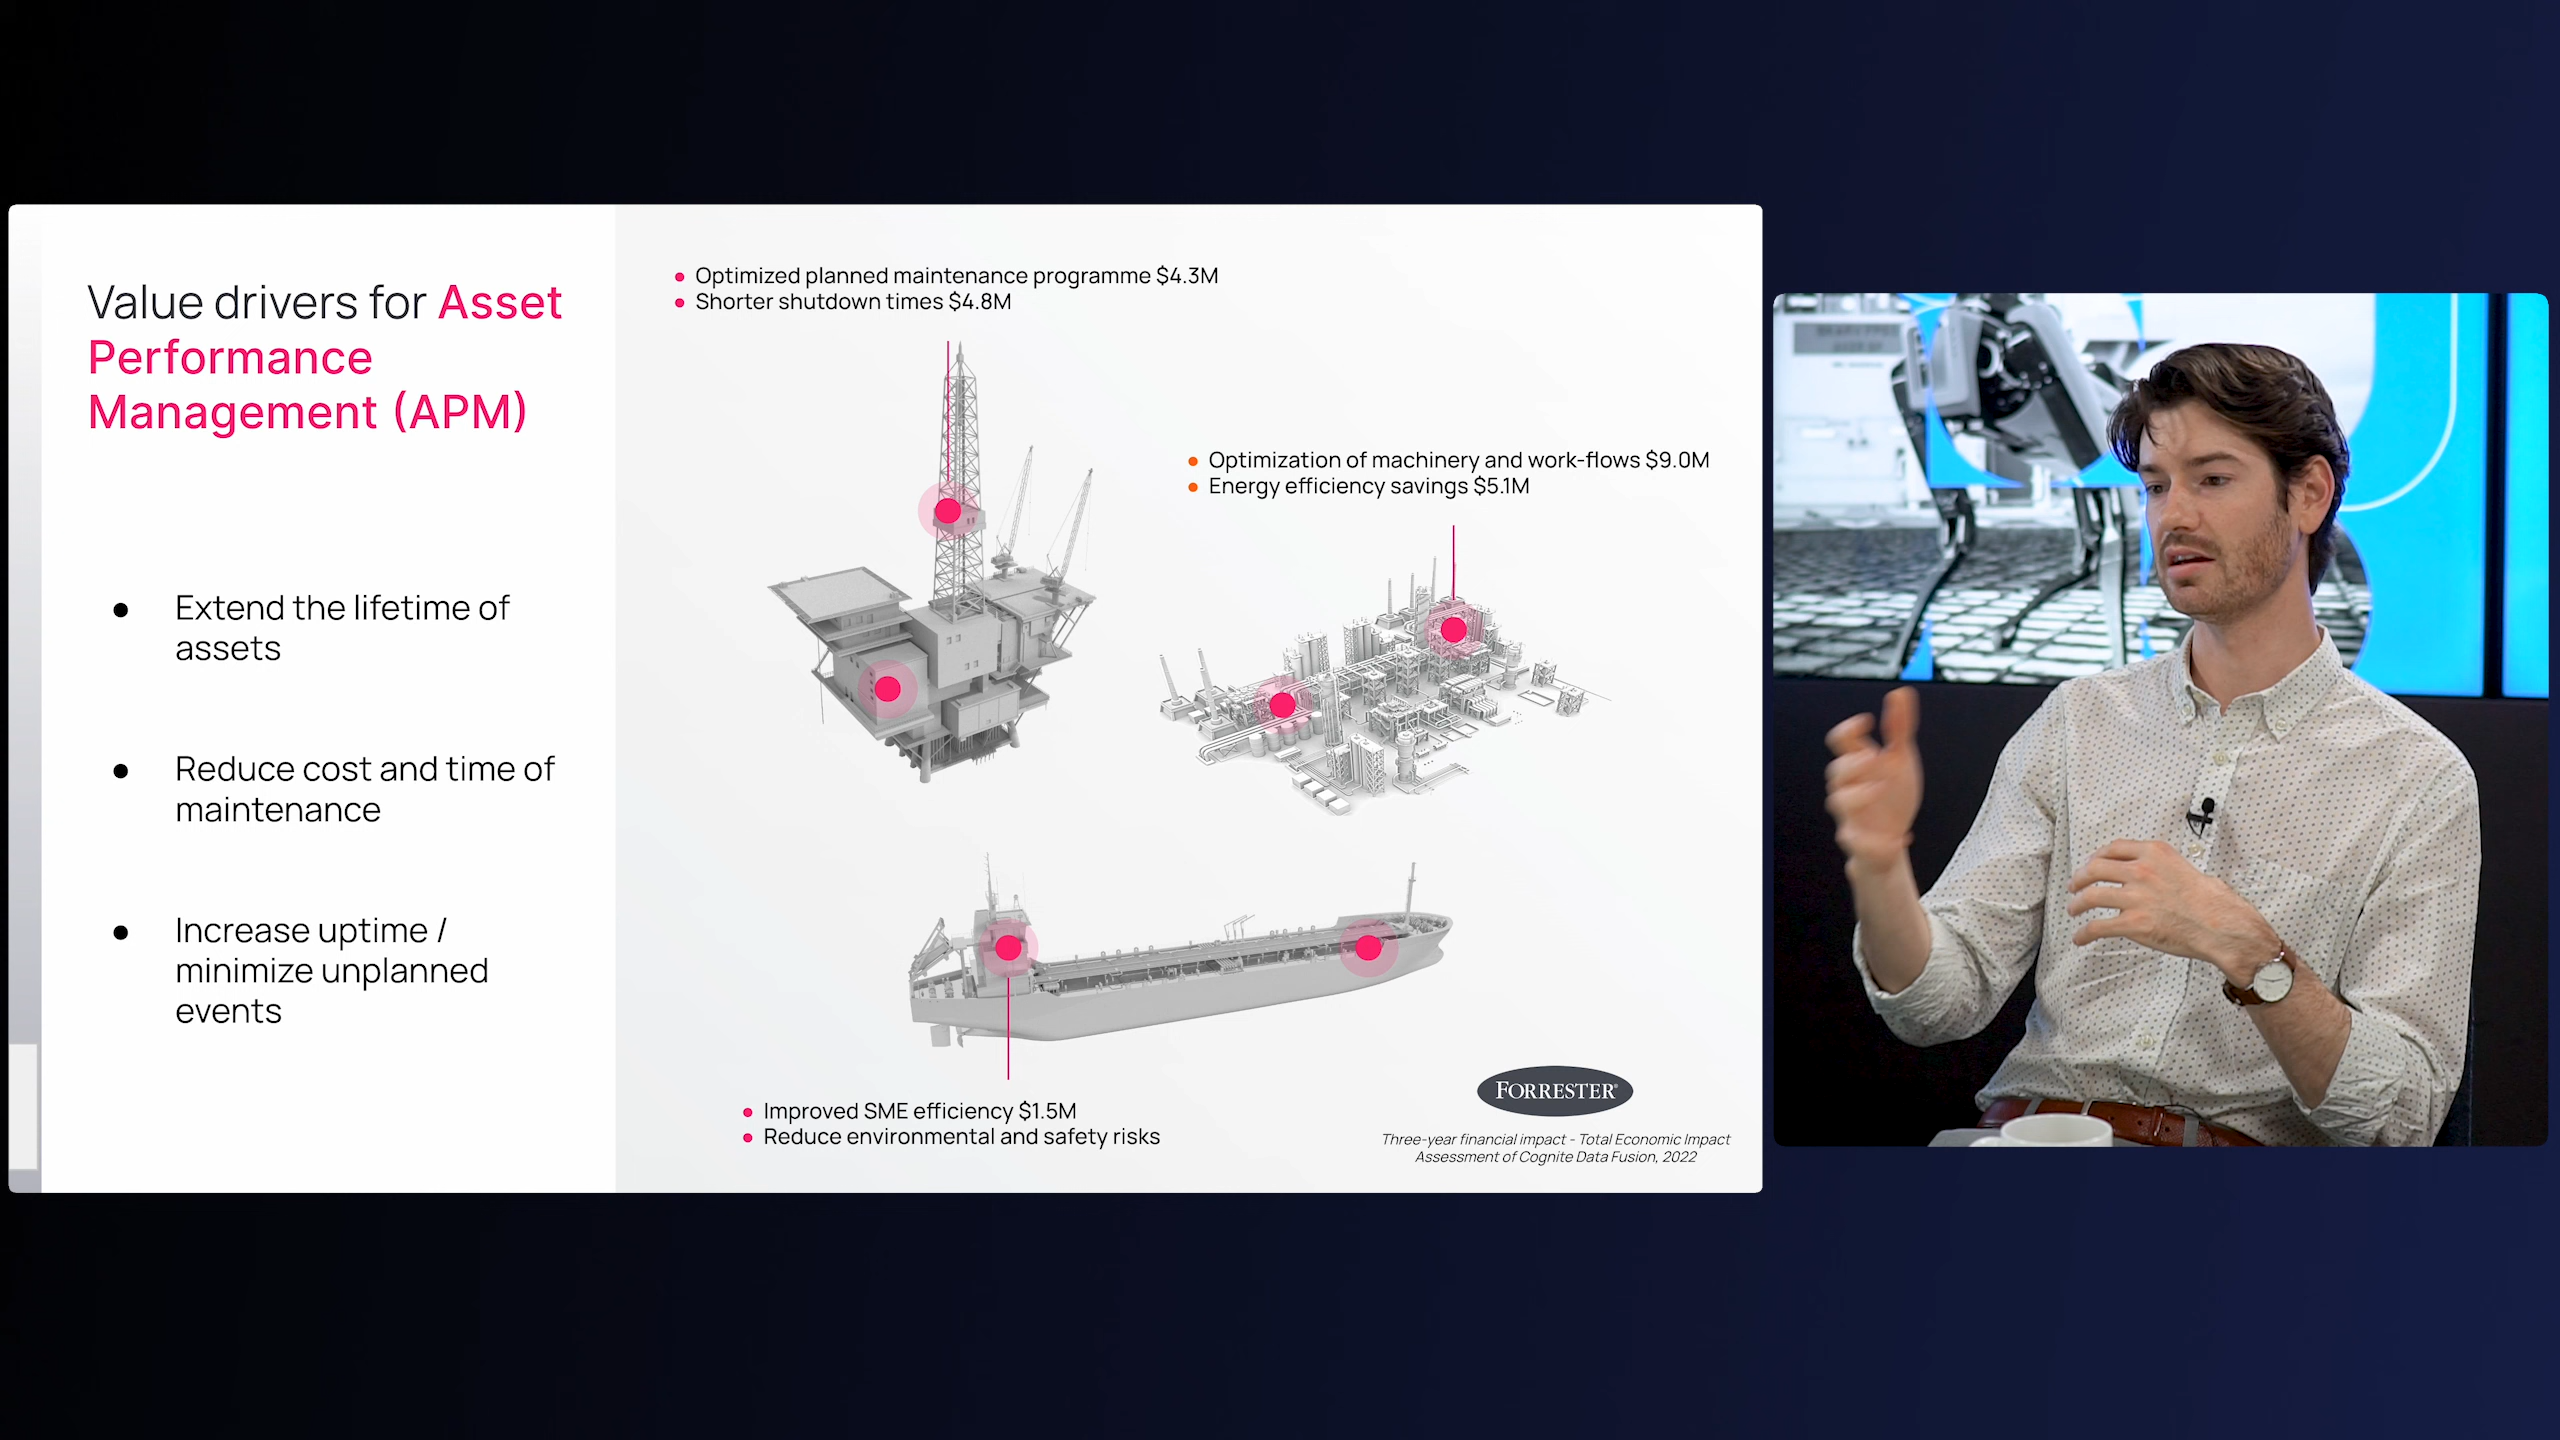 Value drivers for Asset
Performance
Management (APM)
● Extend the lifetime of
assets
● Reduce cost and time of
maintenance
● Increase uptime /
minimize unplanned
events
● Optimized planned maintenance programme $4.3M
● Shorter shutdown times $4.8M
● Optimization of machinery and work-flows $9.0M
● Energy efficiency savings $5.1M
● Improved SME efficiency $1.5M
● Reduce environmental and safety risks
FORRESTER®
Three-year financial impact - Total Economic Impact
Assessment of Cognite Data Fusion, 2022